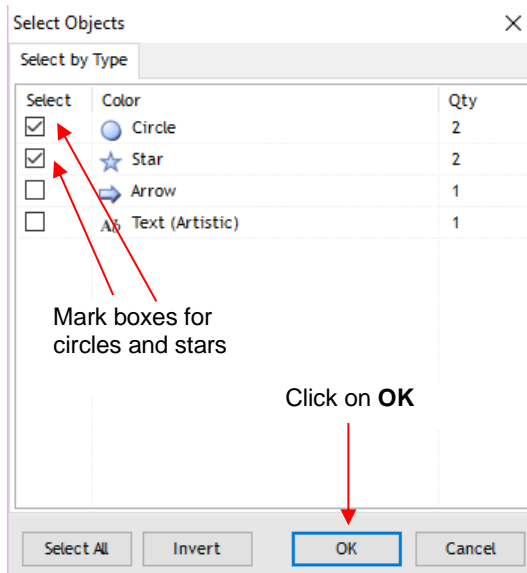 Select Objects
Select by Type
Select Color Qty
Circle 2
Star 2
Arrow 1
Ab Text (Artistic) 1
Mark boxes for
circles and stars
Click on OK
Select All Invert OK Cancel